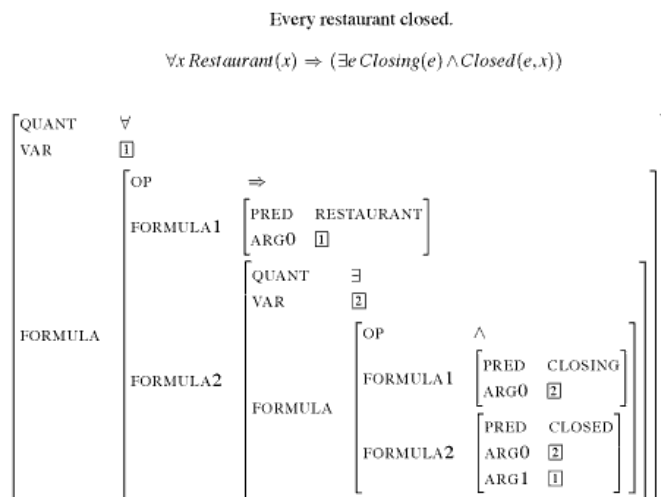 Every restaurant closed.
∀x Restaurant(x) ⇒ (∃e Closing(e) ∧ Closed(e,x))
QUANT ∀
VAR 1
OP ⇒
FORMULA1 PRED RESTAURANT
ARG0 1
QUANT ∃
VAR 2
FORMULA
OP ∧
FORMULA2
FORMULA1 PRED CLOSING
ARG0 2
FORMULA
FORMULA2 PRED CLOSED
ARG0 2
ARG1 1